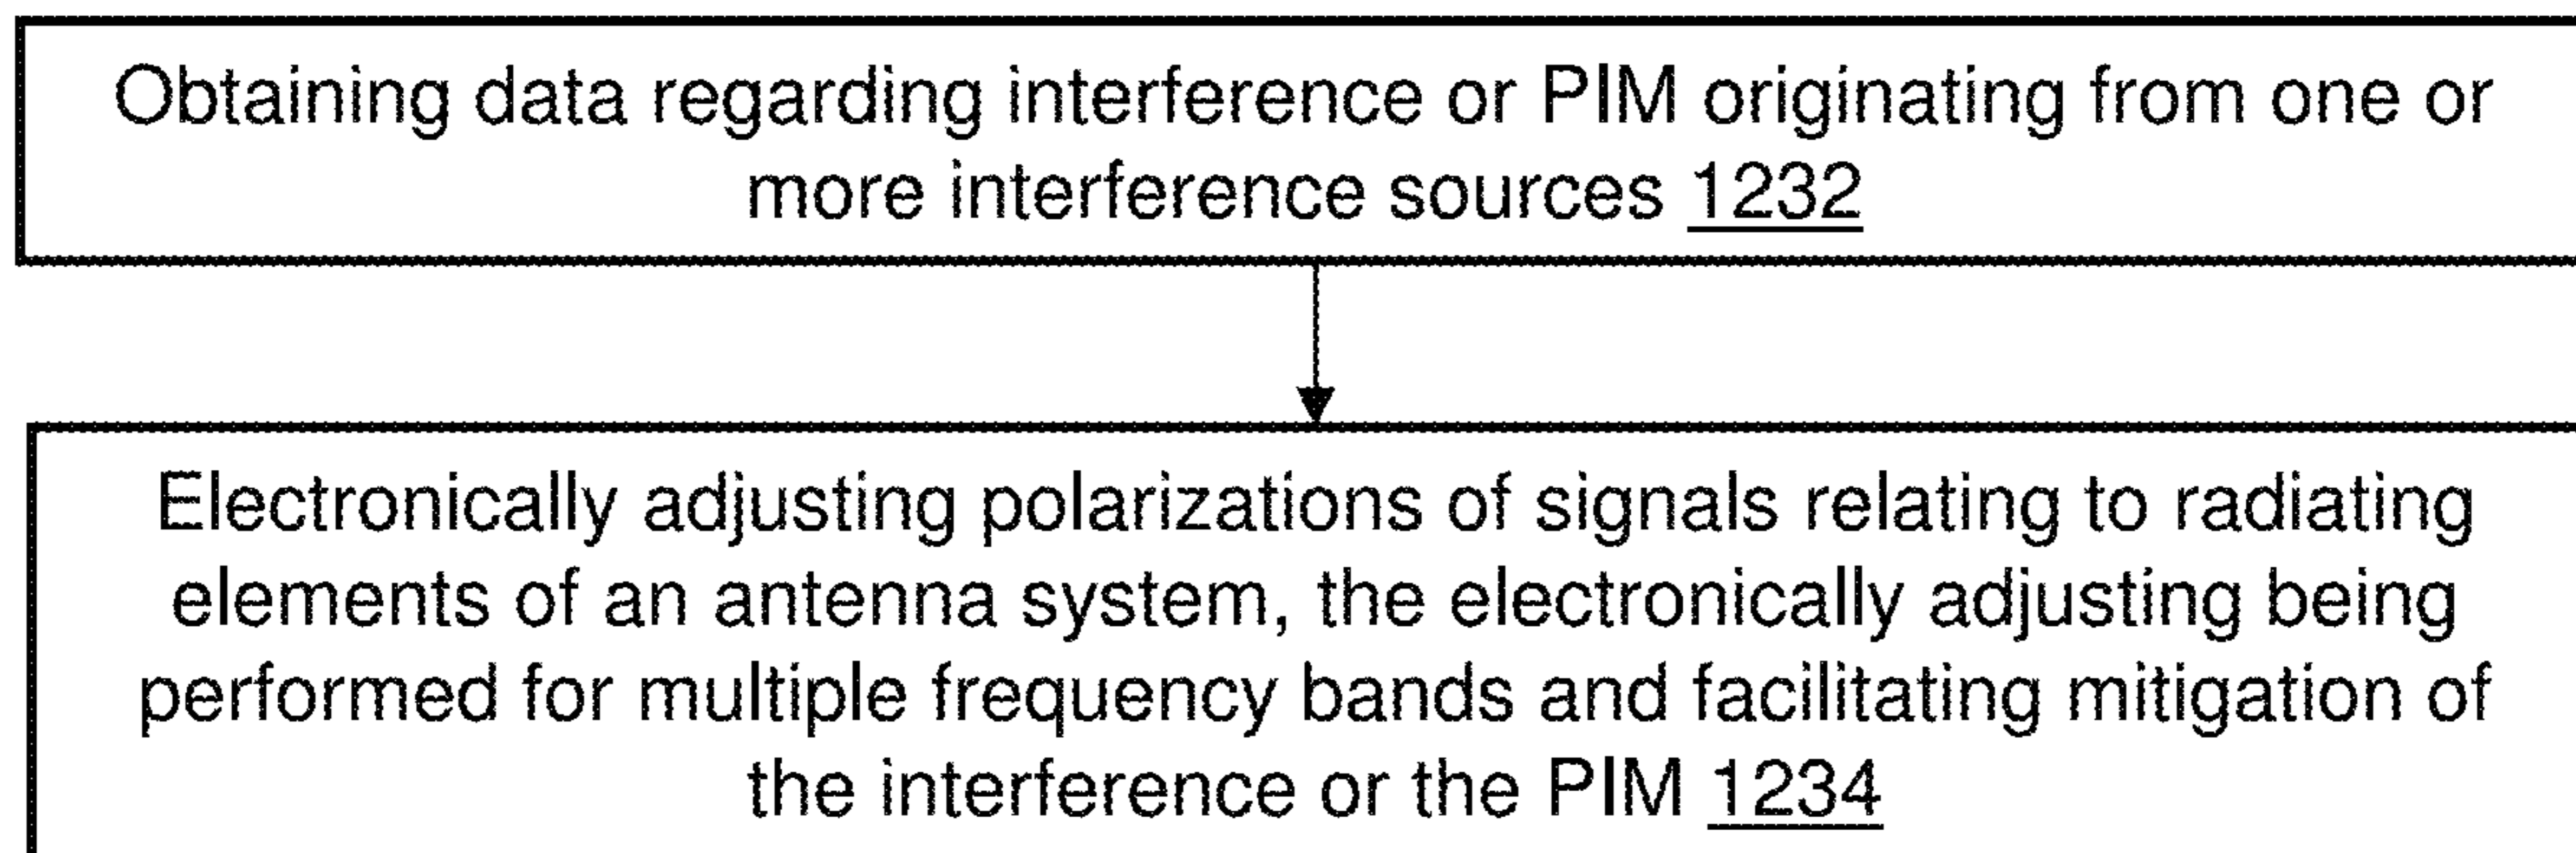 Obtaining data regarding interference or PIM originating from one or
more interference sources 1232
Electronically adjusting polarizations of signals relating to radiating
elements of an antenna system, the electronically adjusting being
performed for multiple frequency bands and facilitating mitigation of
the interference or the PIM 1234